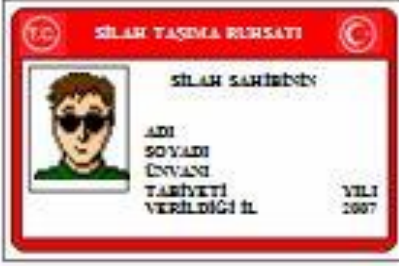 T.C.
SİLAH TAŞIMA RUHSATI
SİLAH SAHİBİNİN
ADI
SOYADI
ÜNVANI
TABİYETİ YILI
VERİLDİĞİ İL 2007